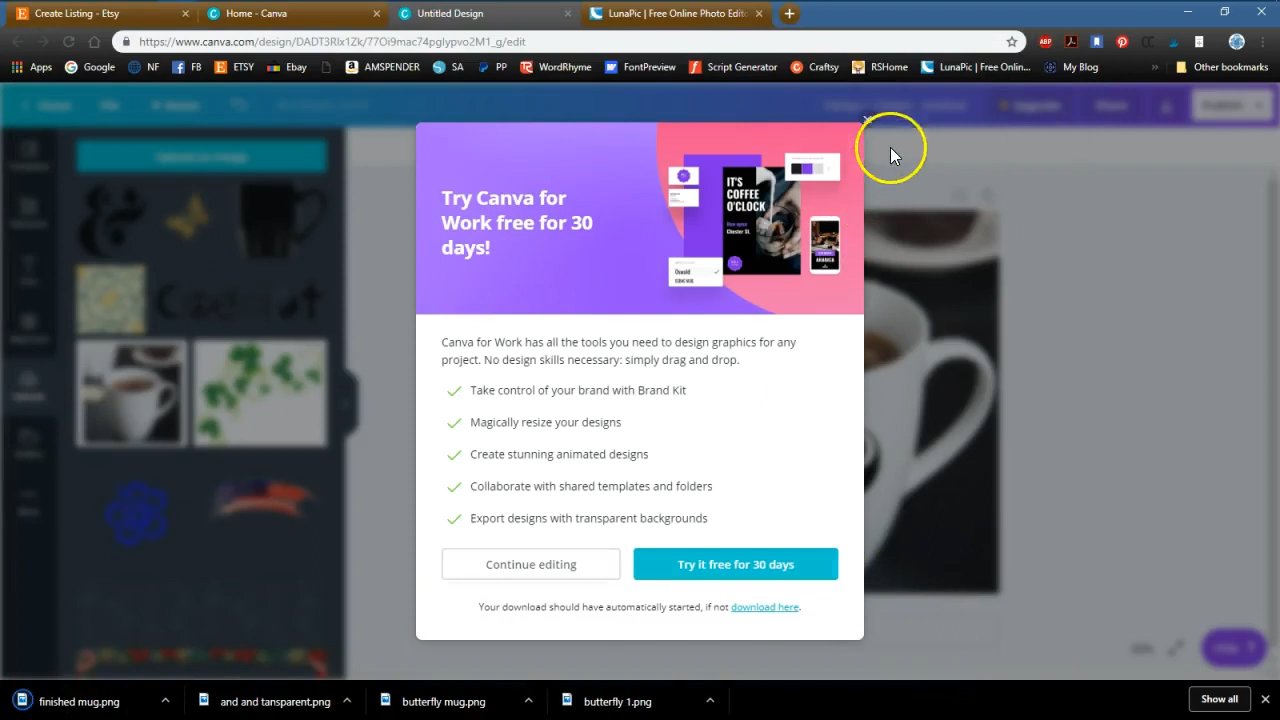 Create Listing - Etsy
Home - Canva
Untitled Design
LunaPic | Free Online Photo Edito
https://www.canva.com/design/DADT3Rlx1Zk/77Oi9mac74pglypvo2M1_g/edit
ABP
Apps
Google
NF
FB
ETSY
Ebay
AMSPENDER
SA
PP
WordRhyme
FontPreview
Script Generator
Craftsy
RSHome
LunaPic | Free Onlin...
My Blog
»
Other bookmarks
Try Canva for
Work free for 30
days!
IT'S
COFFEE
O'CLOCK
Canva for Work has all the tools you need to design graphics for any
project. No design skills necessary: simply drag and drop.
Take control of your brand with Brand Kit
Magically resize your designs
Create stunning animated designs
Collaborate with shared templates and folders
Export designs with transparent backgrounds
Continue editing
Try it free for 30 days
Your download should have automatically started, if not download here.
finished mug.png
and and tansparent.png
butterfly mug.png
butterfly 1.png
Show all